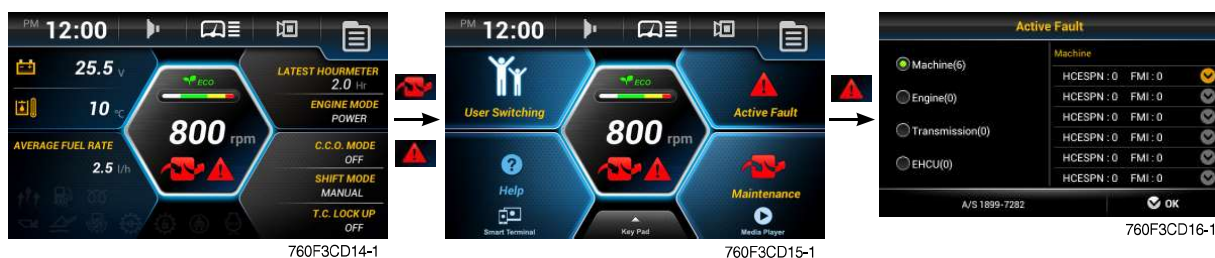 PM 12:00
25.5 V
10 ℃
AVERAGE FUEL RATE
2.5 l/h
ECO
800 rpm
LATEST HOURMETER
2.0 Hr
ENGINE MODE
POWER
C.C.O. MODE
OFF
SHIFT MODE
MANUAL
T.C. LOCK UP
OFF
760F3CD14-1
PM 12:00
User Switching
Active Fault
ECO
800 rpm
Help
Smart Terminal
Key Pad
Maintenance
Media Player
760F3CD15-1
Active Fault
Machine(6)
Engine(0)
Transmission(0)
EHCU(0)
Machine
HCESPN : 0 FMI : 0
HCESPN : 0 FMI : 0
HCESPN : 0 FMI : 0
HCESPN : 0 FMI : 0
HCESPN : 0 FMI : 0
HCESPN : 0 FMI : 0
A/S 1899-7282
OK
760F3CD16-1